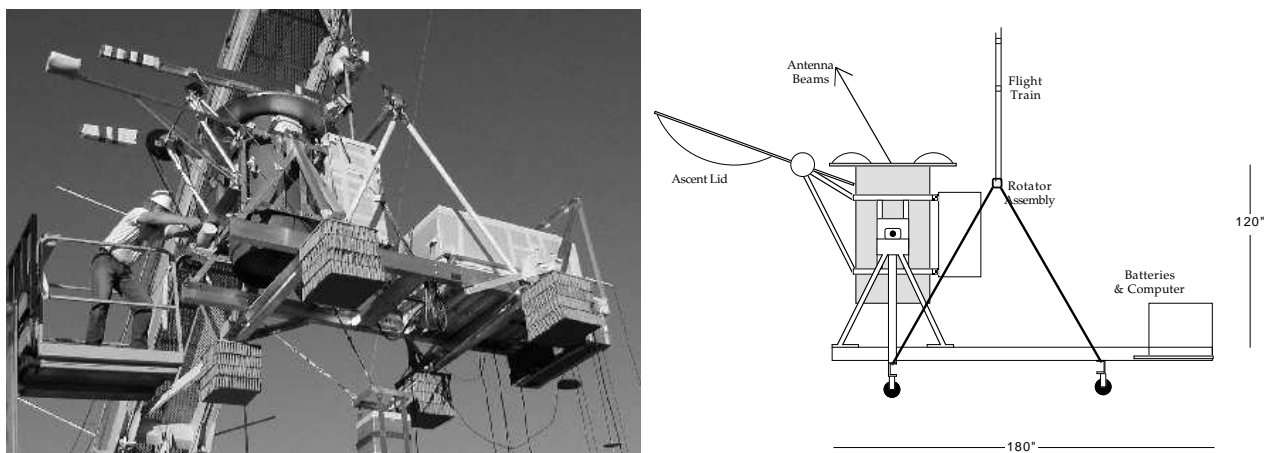 Antenna
Beams
Flight
Train
Ascent Lid
Rotator
Assembly
120"
Batteries
& Computer
180"